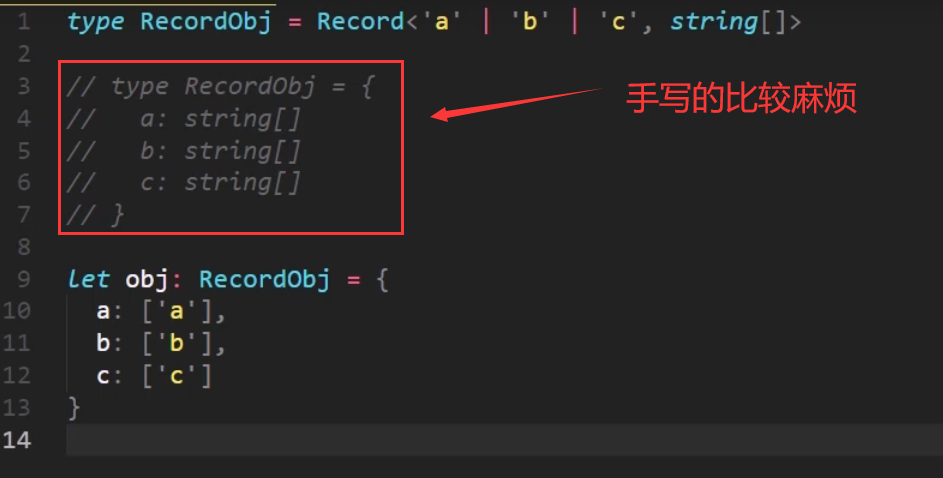 1 type RecordObj = Record<'a' | 'b' | 'c', string[]>
2
3 // type RecordObj = {
4 //   a: string[]
5 //   b: string[]
6 //   c: string[]
7 // }
手写的比较麻烦
8
9 let obj: RecordObj = {
10   a: ['a'],
11   b: ['b'],
12   c: ['c']
13 }
14